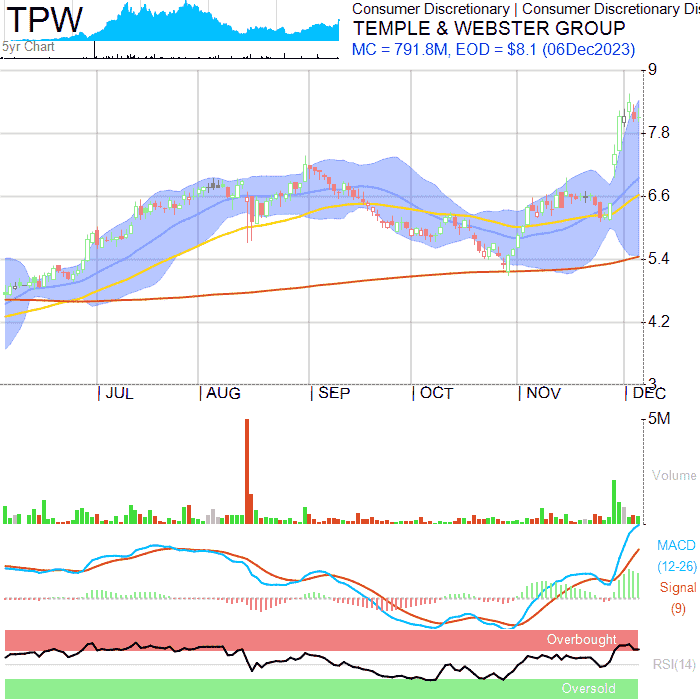 TPW
5yr Chart
Consumer Discretionary | Consumer Discretionary Dis
TEMPLE & WEBSTER GROUP
MC = 791.8M, EOD = $8.1 (06Dec2023)
9
7.8
6.6
5.4
4.2
3
JUL
AUG
SEP
OCT
NOV
DEC
5M
Volume
MACD
(12-26)
Signal
(9)
Overbought
RSI(14)
Oversold